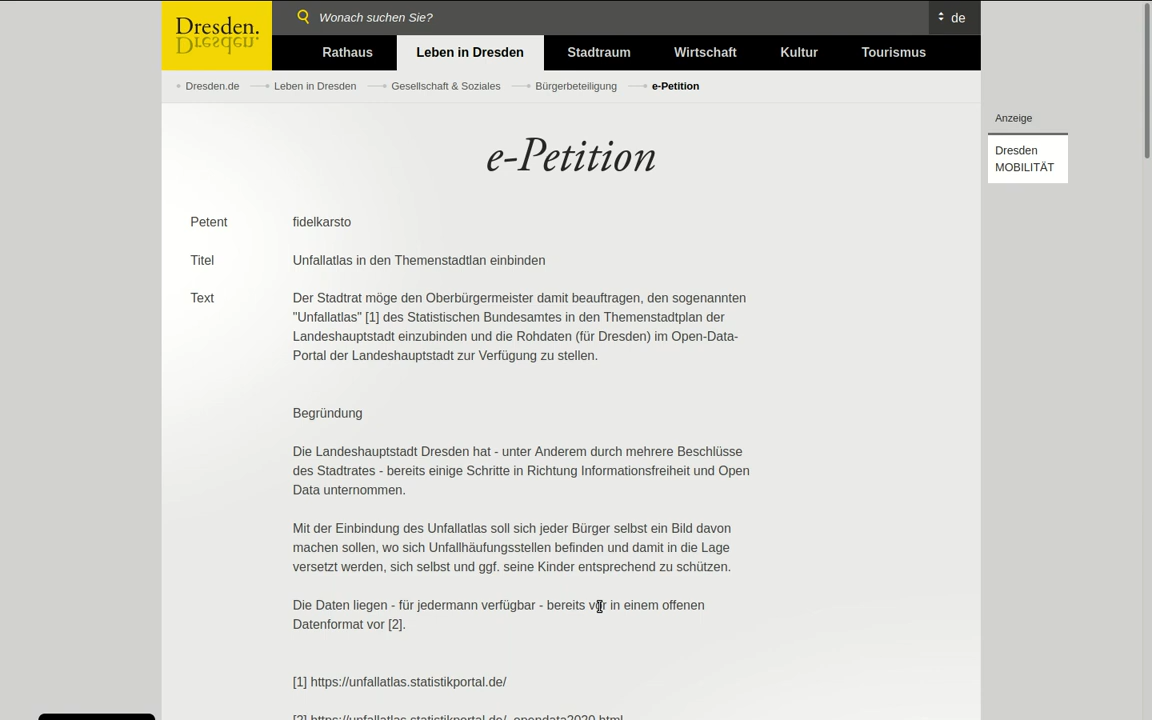 Dresden.
Wonach suchen Sie?
de
Rathaus
Leben in Dresden
Stadtraum
Wirtschaft
Kultur
Tourismus
Dresden.de
Leben in Dresden
Gesellschaft & Soziales
Bürgerbeteiligung
e-Petition
Anzeige
Dresden
MOBILITÄT
e-Petition
Petent fidelkarsto
Titel Unfallatlas in den Themenstadtlan einbinden
Text Der Stadtrat möge den Oberbürgermeister damit beauftragen, den sogenannten
"Unfallatlas" [1] des Statistischen Bundesamtes in den Themenstadtplan der
Landeshauptstadt einzubinden und die Rohdaten (für Dresden) im Open-Data-
Portal der Landeshauptstadt zur Verfügung zu stellen.
Begründung
Die Landeshauptstadt Dresden hat - unter Anderem durch mehrere Beschlüsse
des Stadtrates - bereits einige Schritte in Richtung Informationsfreiheit und Open
Data unternommen.
Mit der Einbindung des Unfallatlas soll sich jeder Bürger selbst ein Bild davon
machen sollen, wo sich Unfallhäufungsstellen befinden und damit in die Lage
versetzt werden, sich selbst und ggf. seine Kinder entsprechend zu schützen.
Die Daten liegen - für jedermann verfügbar - bereits vor in einem offenen
Datenformat vor [2].
[1] https://unfallatlas.statistikportal.de/
[2] https://unfallatlas.statistikportal.de/_opendata2020.html